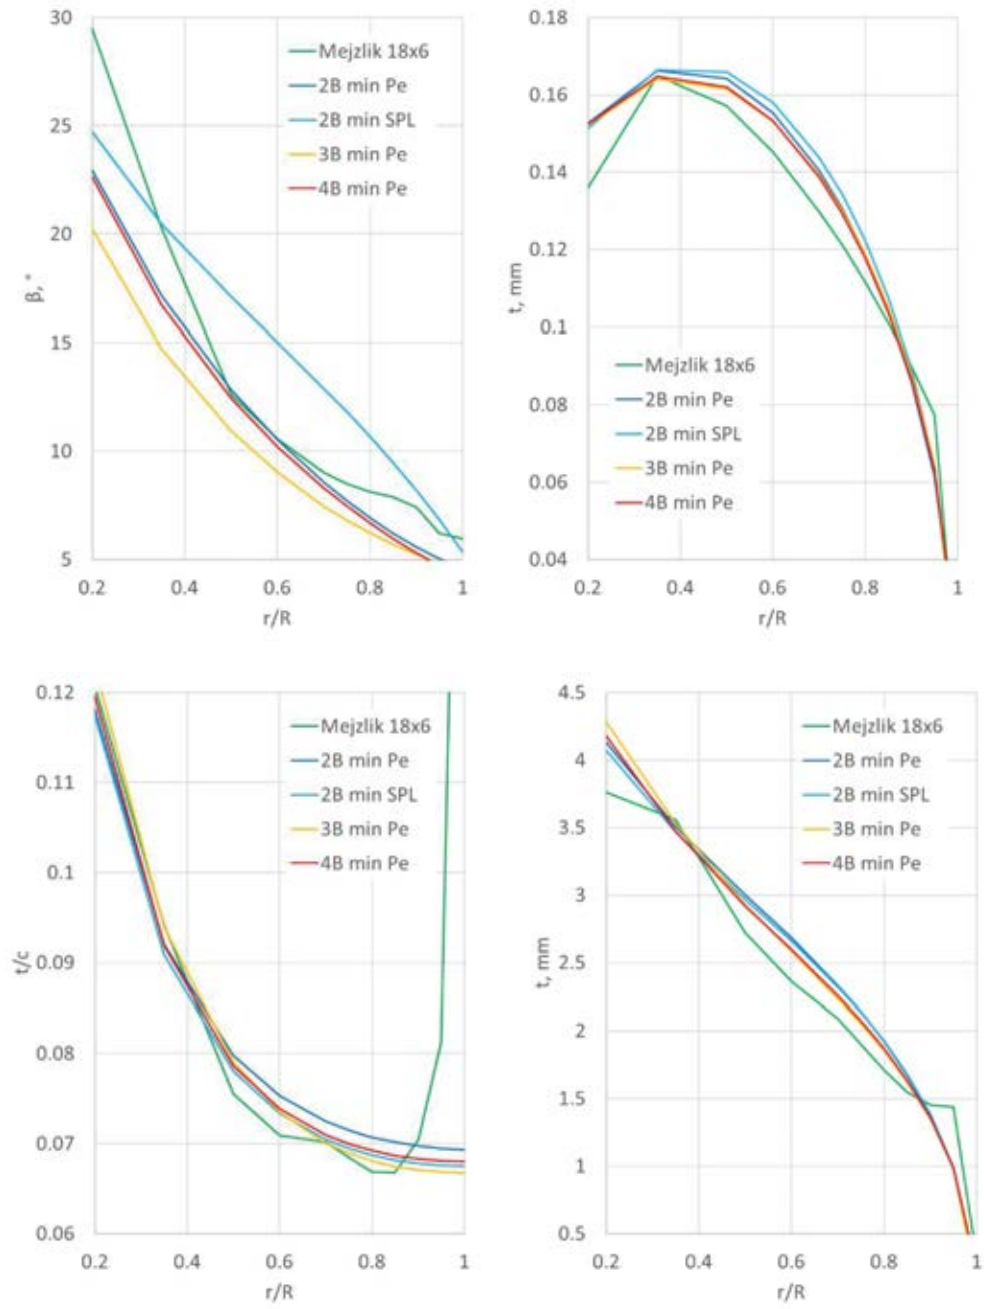 30
25
20
15
10
5
β, °
0.2
0.4
0.6
0.8
1
r/R
Mejzlik 18x6
2B min Pe
2B min SPL
3B min Pe
4B min Pe
0.18
0.16
0.14
0.12
0.1
0.08
0.06
0.04
t, mm
0.2
0.4
0.6
0.8
1
r/R
Mejzlik 18x6
2B min Pe
2B min SPL
3B min Pe
4B min Pe
0.12
0.11
0.1
0.09
0.08
0.07
0.06
t/c
0.2
0.4
0.6
0.8
1
r/R
Mejzlik 18x6
2B min Pe
2B min SPL
3B min Pe
4B min Pe
4.5
4
3.5
3
2.5
2
1.5
1
0.5
t, mm
0.2
0.4
0.6
0.8
1
r/R
Mejzlik 18x6
2B min Pe
2B min SPL
3B min Pe
4B min Pe